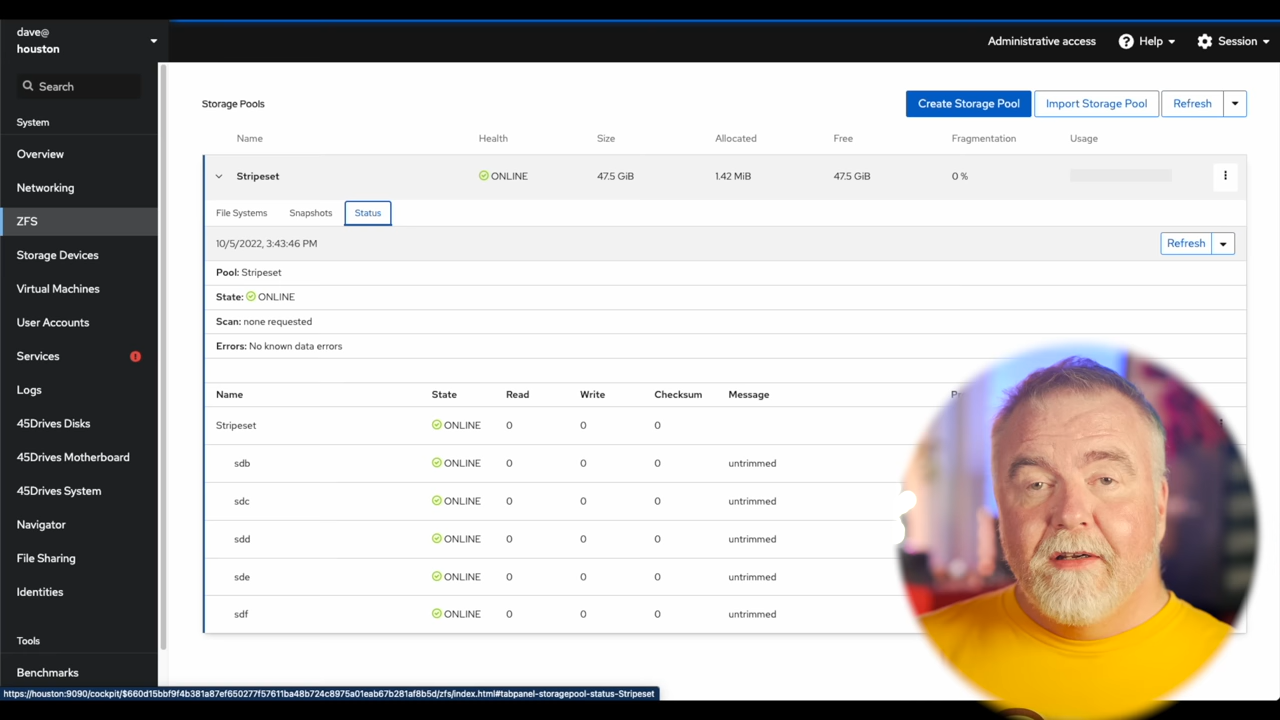 dave@
houston
Administrative access
Help
Session
Search
System
Overview
Networking
ZFS
Storage Devices
Virtual Machines
User Accounts
Services
Logs
45Drives Disks
45Drives Motherboard
45Drives System
Navigator
File Sharing
Identities
Tools
Benchmarks
Storage Pools
Create Storage Pool
Import Storage Pool
Refresh
Name Health Size Allocated Free Fragmentation Usage
Stripeset ONLINE 47.5 GiB 1.42 MiB 47.5 GiB 0 %
File Systems Snapshots Status
10/5/2022, 3:43:46 PM
Refresh
Pool: Stripeset
State: ONLINE
Scan: none requested
Errors: No known data errors
Name State Read Write Checksum Message
Stripeset ONLINE 0 0 0
sdb ONLINE 0 0 0 untrimmed
sdc ONLINE 0 0 0 untrimmed
sdd ONLINE 0 0 0 untrimmed
sde ONLINE 0 0 0 untrimmed
sdf ONLINE 0 0 0 untrimmed
https://houston:9090/cockpit/$660d15bbf9f4b381a87ef650277f57611ba48b724c8975a01eab67b281af8b5d/zfs/index.html#tabpanel-storagepool-status-Stripeset